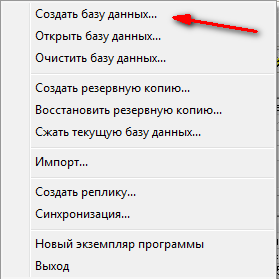 Создать базу данных...
Открыть базу данных...
Очистить базу данных...
Создать резервную копию...
Восстановить резервную копию...
Сжать текущую базу данных...
Импорт...
Создать реплику...
Синхронизация...
Новый экземпляр программы
Выход